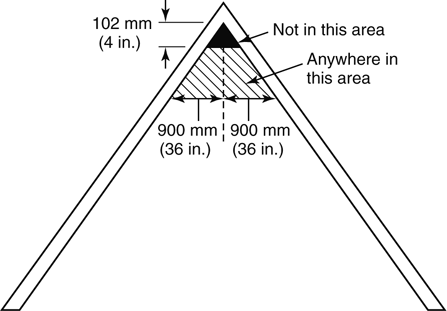 102 mm
(4 in.)
Not in this area
Anywhere in
this area
900 mm
(36 in.)
900 mm
(36 in.)